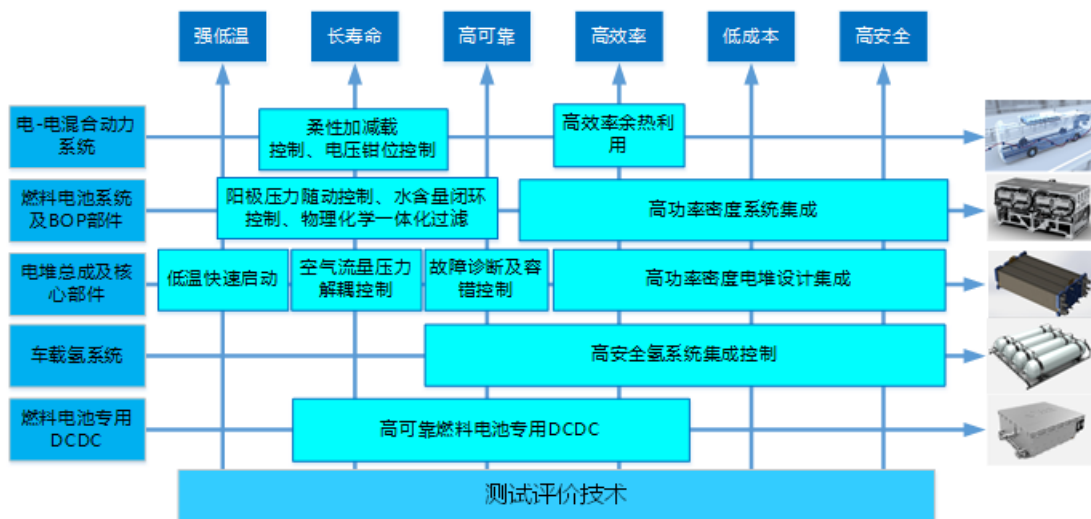 强低温
长寿命
高可靠
高效率
低成本
高安全
电-电混合动力
系统
柔性加减载
控制、电压钳位控制
高效率余热利
用
燃料电池系统
及BOP部件
阳极压力随动控制、水含量闭环
控制、物理化学一体化过滤
高功率密度系统集成
电堆总成及核
心部件
低温快速启动
空气流量压力
解耦控制
故障诊断及容
错控制
高功率密度电堆设计集成
车载氢系统
高安全氢系统集成控制
燃料电池专用
DCDC
高可靠燃料电池专用DCDC
测试评价技术